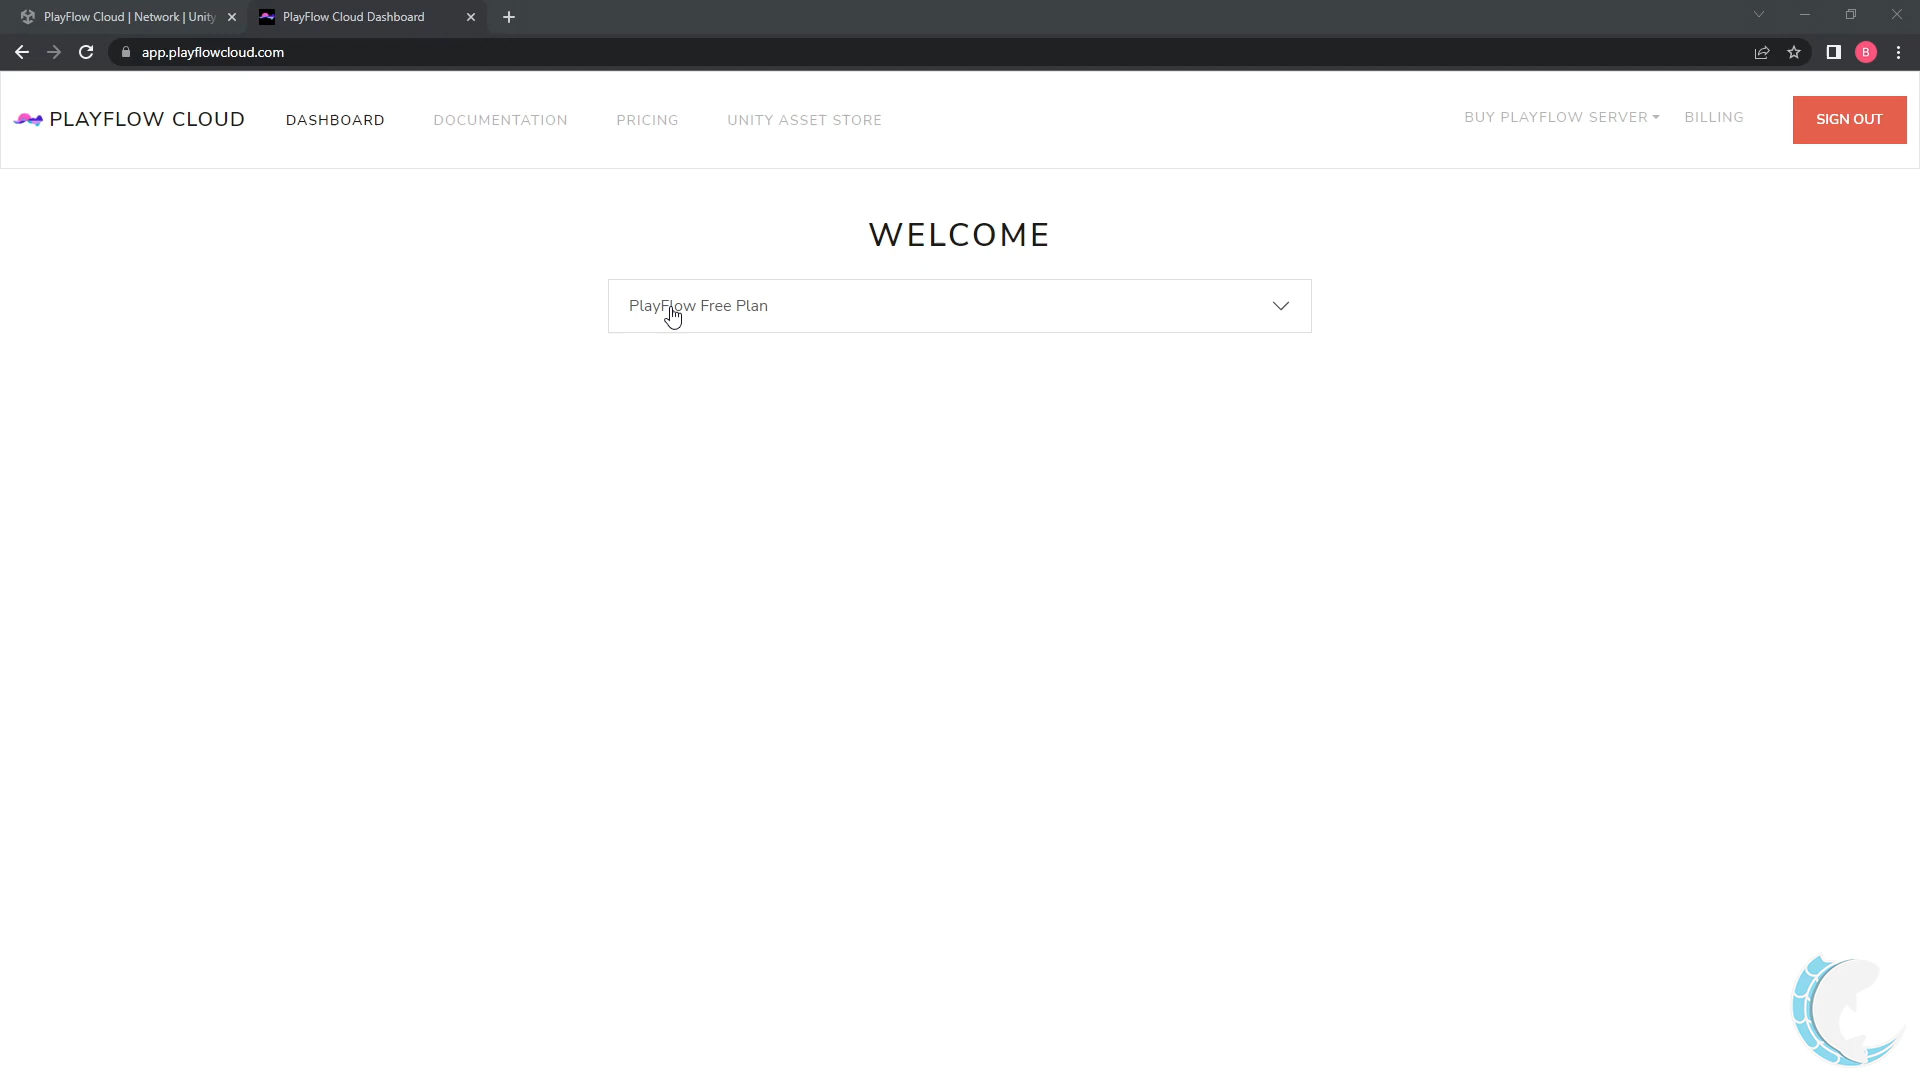 PlayFlow Cloud | Network | Unity
PlayFlow Cloud Dashboard
app.playflowcloud.com
B
PLAYFLOW CLOUD
DASHBOARD
DOCUMENTATION
PRICING
UNITY ASSET STORE
BUY PLAYFLOW SERVER
BILLING
SIGN OUT
WELCOME
PlayFlow Free Plan